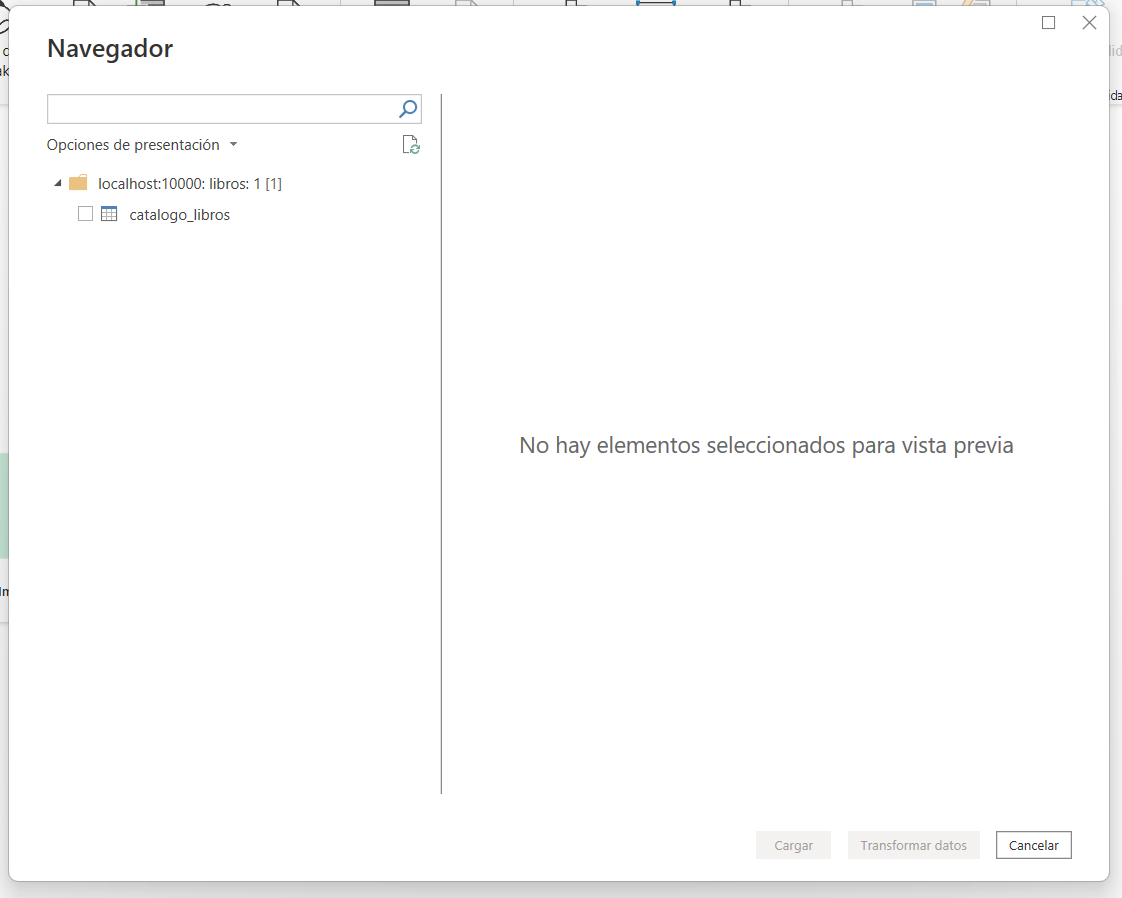 Navegador
Opciones de presentación
localhost:10000: libros: 1 [1]
catalogo_libros
No hay elementos seleccionados para vista previa
Cargar
Transformar datos
Cancelar